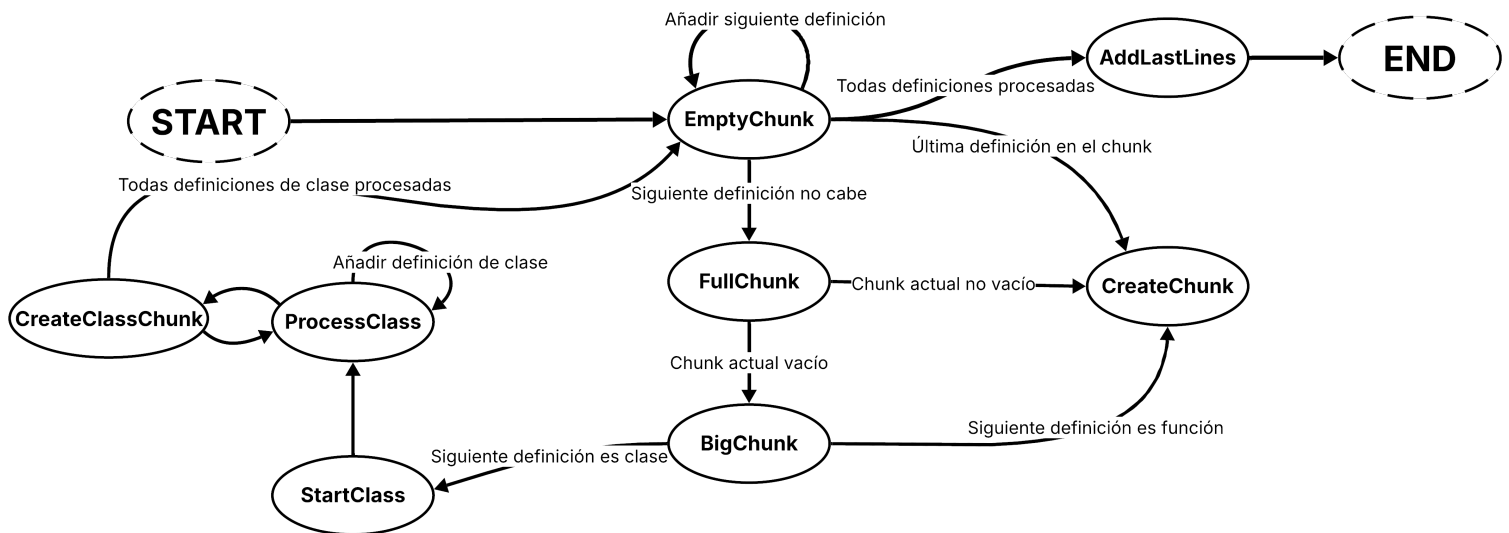 Añadir siguiente definición
AddLastLines
END
Todas definiciones procesadas
START
EmptyChunk
Última definición en el chunk
Todas definiciones de clase procesadas
Siguiente definición no cabe
Añadir definición de clase
FullChunk
Chunk actual no vacío
CreateChunk
CreateClassChunk
ProcessClass
Chunk actual vacío
Siguiente definición es función
BigChunk
Siguiente definición es clase
StartClass